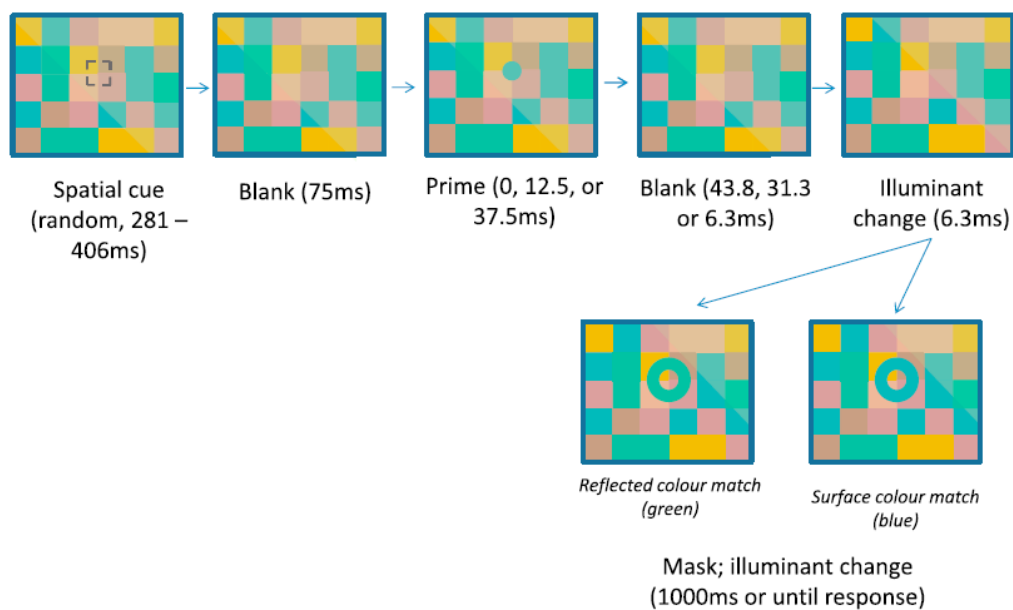 Spatial cue
(random, 281 –
406ms)
Blank (75ms)
Prime (0, 12.5, or
37.5ms)
Blank (43.8, 31.3
or 6.3ms)
Illuminant
change (6.3ms)
Reflected colour match
(green)
Surface colour match
(blue)
Mask; illuminant change
(1000ms or until response)